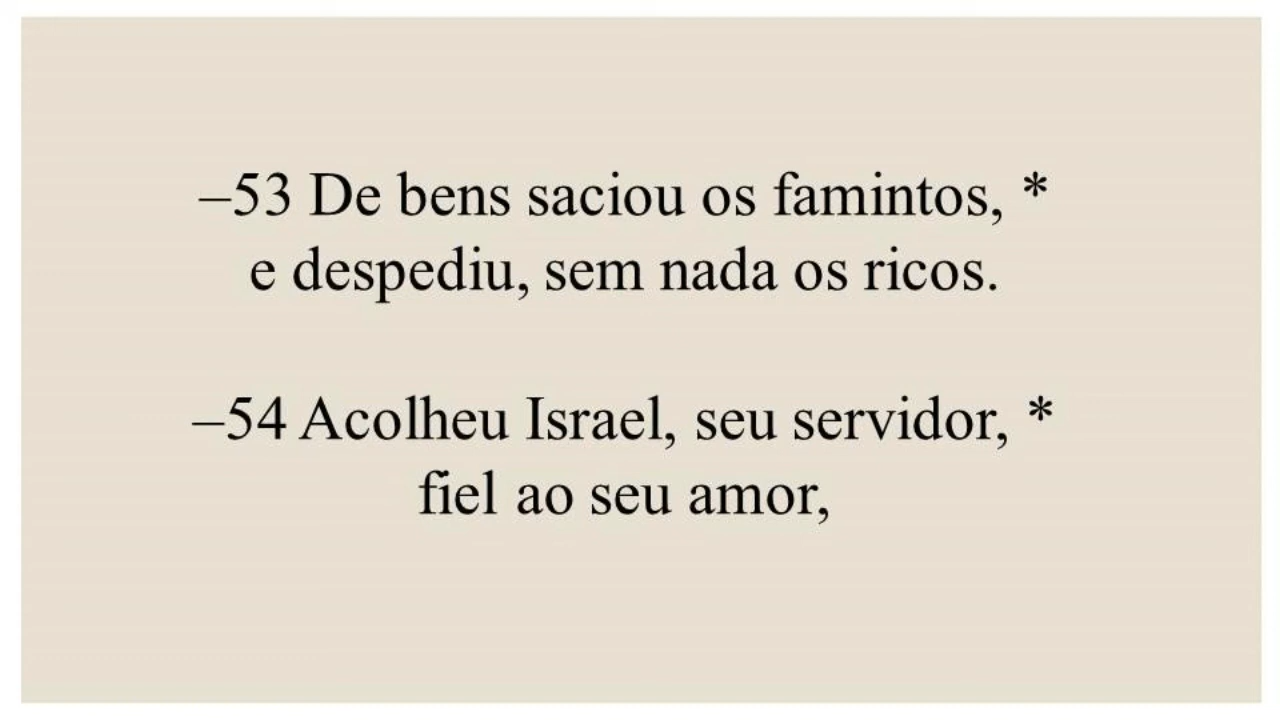 –53 De bens saciou os famintos, *
e despediu, sem nada os ricos.
–54 Acolheu Israel, seu servidor, *
fiel ao seu amor,